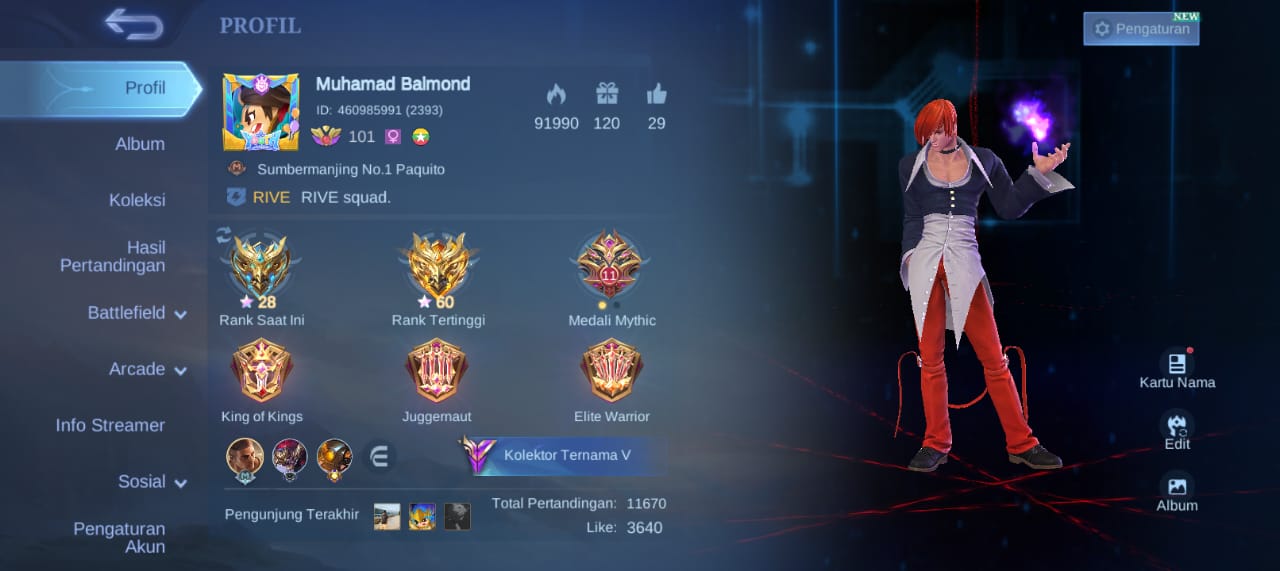 PROFIL
NEW
Pengaturan
Profil
Album
Koleksi
Hasil
Pertandingan
Battlefield
Arcade
Info Streamer
Sosial
Pengaturan
Akun
Muhamad Balmond
ID: 460985991 (2393)
101
91990 120 29
Sumbermanjing No.1 Paquito
RIVE RIVE squad.
28
Rank Saat Ini
60
Rank Tertinggi
11
Medali Mythic
King of Kings
Juggernaut
Elite Warrior
Kolektor Ternama V
Pengunjung Terakhir
Total Pertandingan: 11670
Like: 3640
Kartu Nama
Edit
Album